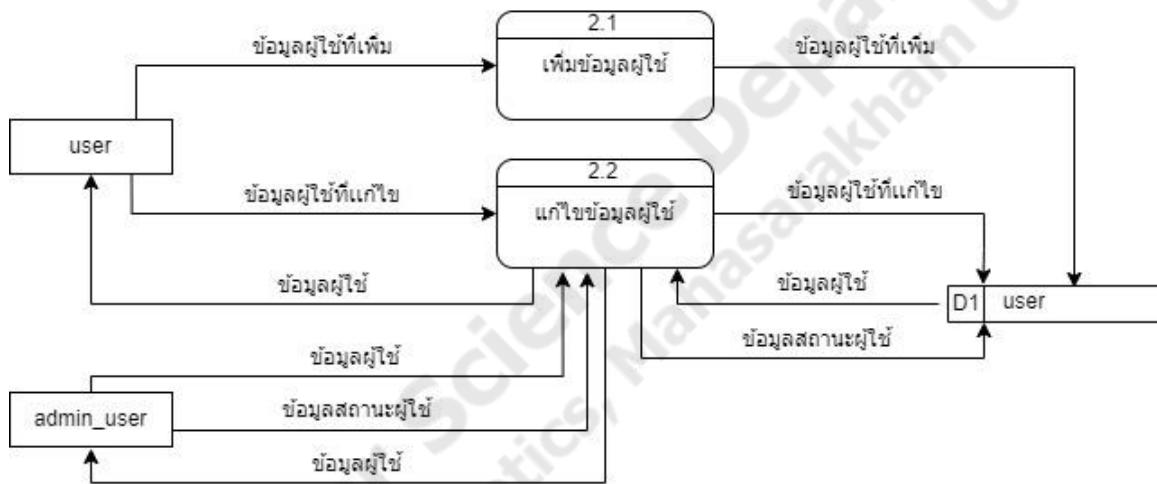 2.1
ข้อมูลผู้ใช้ที่เพิ่ม
เพิ่มข้อมูลผู้ใช้
ข้อมูลผู้ใช้ที่เพิ่ม
user
2.2
ข้อมูลผู้ใช้ที่แก้ไข
แก้ไขข้อมูลผู้ใช้
ข้อมูลผู้ใช้ที่แก้ไข
ข้อมูลผู้ใช้
ข้อมูลผู้ใช้
D1 user
ข้อมูลสถานะผู้ใช้
ข้อมูลผู้ใช้
admin_user
ข้อมูลสถานะผู้ใช้
ข้อมูลผู้ใช้
Science
Mahasarakham